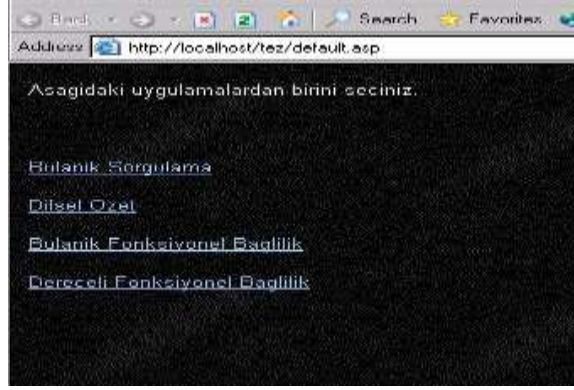 Back Search Favorites
Address http://localhost/tez/default.asp
Asagidaki uygulamalardan birini seciniz.
Bulanik Sorgulama
Dilsel Ozet
Bulanik Fonksiyonel Baglilik
Dereceli Fonksiyonel Baglilik